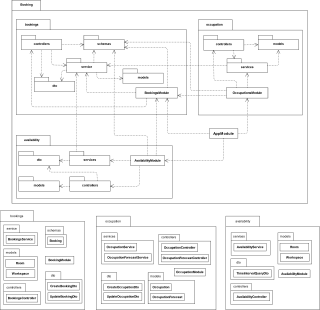 Booking
bookings
controllers
schemas
service
models
dto
BookingsModule
occupation
controllers
models
services
OccupationsModule
AppModule
availability
dto
services
AvailabilityModule
models
controllers
bookings
general
BookingsService
models
Room
Workspace
controllers
BookingsController
schemas
Booking
BookingsModule
dto
CreateBookingDto
UpdateBookingDto
occupation
services
OccupationService
OccupationForecastService
controllers
OccupationController
OccupationForecastController
OccupationModule
dto
CreateOccupationDto
UpdateOccupationDto
models
Occupation
OccupationForecast
availability
services
AvailabilityService
dto
TimeIntervalQueryDto
controllers
AvailabilityController
models
Room
Workspace
AvailabilityModule